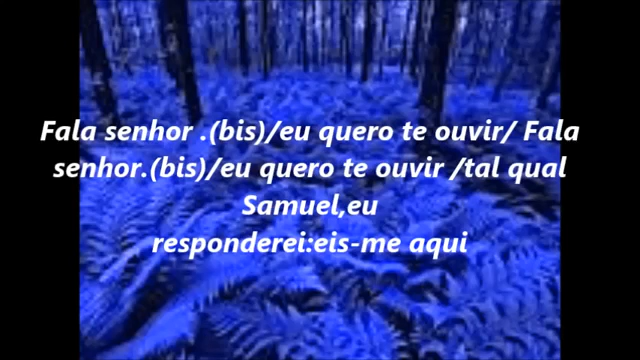 Fala senhor .(bis)/eu quero te ouvir/ Fala
senhor.(bis)/eu quero te ouvir /tal qual
Samuel,eu
responderei:eis-me aqui